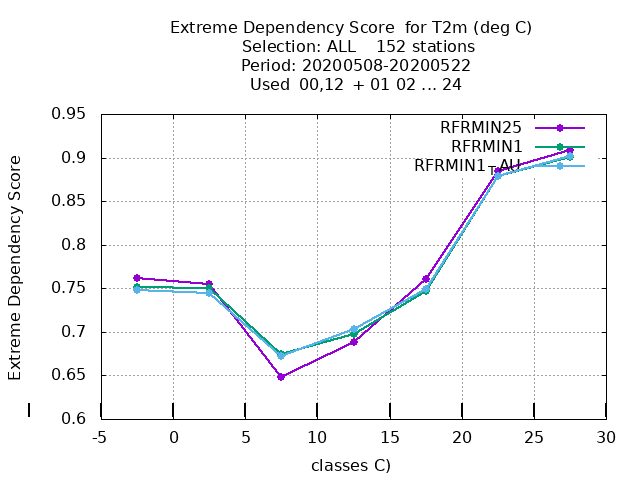 Extreme Dependency Score for T2m (deg C)
Selection: ALL 152 stations
Period: 20200508-20200522
Used 00,12 + 01 02 ... 24
0.95
0.9
0.85
0.8
0.75
0.7
0.65
0.6
Extreme Dependency Score
RFRMIN25
RFRMIN1
RFRMIN1_TAU
-5
0
5
10
15
20
25
30
classes C)